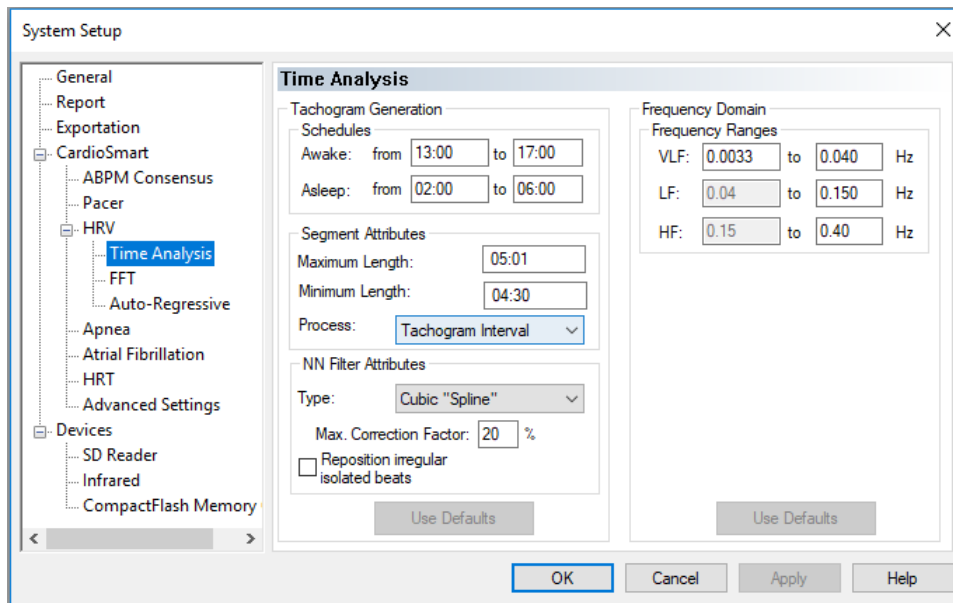 System Setup
General
Report
Exportation
CardioSmart
ABPM Consensus
Pacer
HRV
Time Analysis
FFT
Auto-Regressive
Apnea
Atrial Fibrillation
HRT
Advanced Settings
Devices
SD Reader
Infrared
CompactFlash Memory
Time Analysis
Tachogram Generation
Schedules
Awake: from 13:00 to 17:00
Asleep: from 02:00 to 06:00
Segment Attributes
Maximum Length: 05:01
Minimum Length: 04:30
Process: Tachogram Interval
NN Filter Attributes
Type: Cubic "Spline"
Max. Correction Factor: 20 %
Reposition irregular
isolated beats
Use Defaults
Frequency Domain
Frequency Ranges
VLF: 0.0033 to 0.040 Hz
LF: 0.04 to 0.150 Hz
HF: 0.15 to 0.40 Hz
Use Defaults
OK Cancel Apply Help